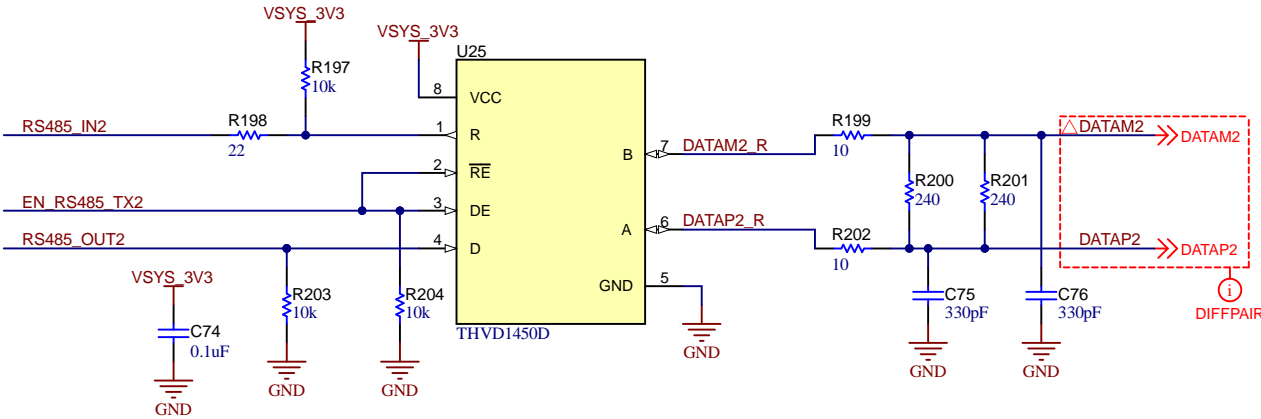 VSYS_3V3
R197
10k
VSYS_3V3
U25
8
VCC
RS485_IN2
R198
22
1
R
2
RE
EN_RS485_TX2
3
DE
RS485_OUT2
4
D
B
7
DATAM2_R
A
6
DATAP2_R
GND
5
GND
THVD1450D
VSYS_3V3
C74
0.1uF
GND
R203
10k
GND
R204
10k
GND
R199
10
R202
10
R200
240
R201
240
DATAM2
DATAM2
DATAP2
DATAP2
C75
330pF
GND
C76
330pF
GND
i
DIFFPAIR